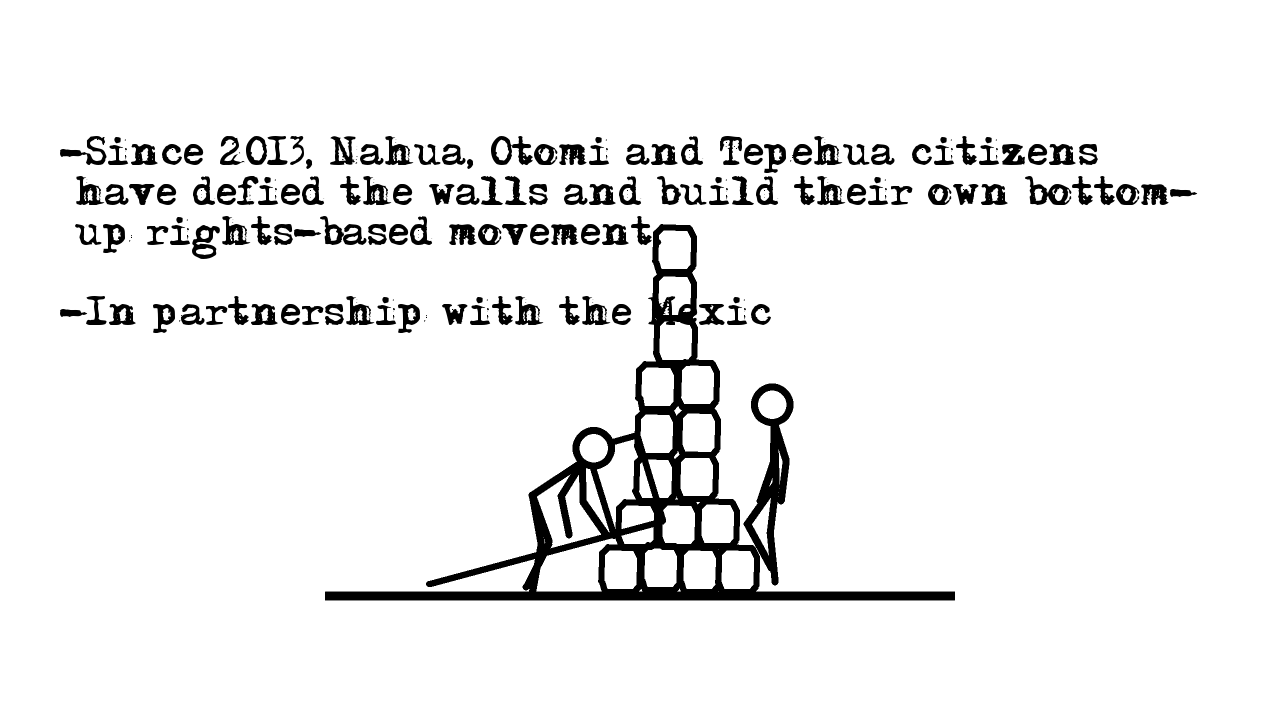 -Since 2013, Nahua, Otomi and Tepehua citizens
have defied the walls and build their own bottom-
up rights-based movement.
-In partnership with the Mexic